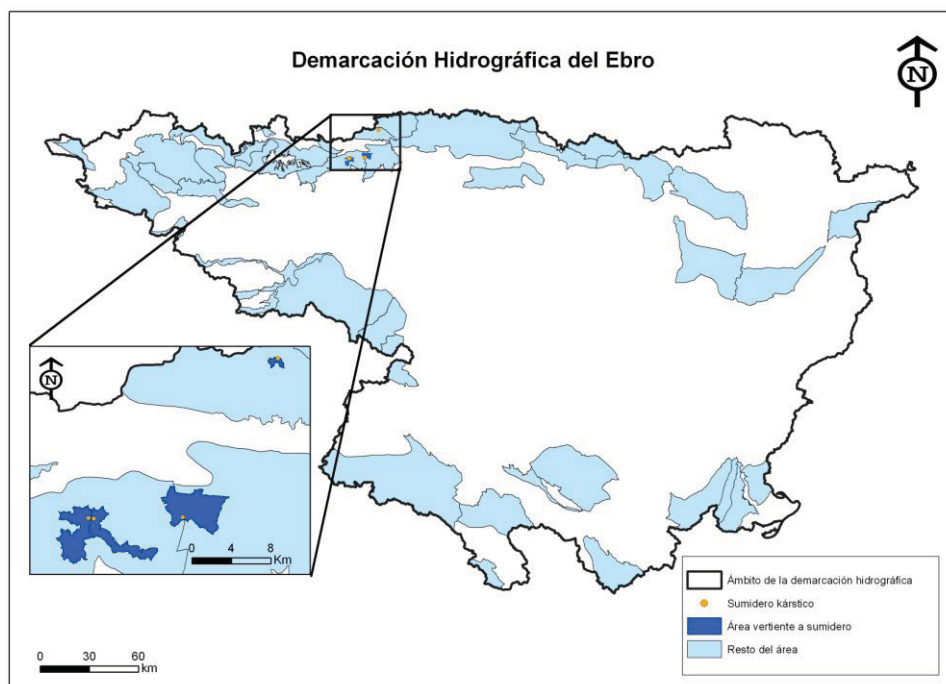 Demarcación Hidrográfica del Ebro
N
N
0 4 8
Km
Ámbito de la demarcación hidrográfica
Sumidero kárstico
Área vertiente a sumidero
Resto del área
0 30 60
km